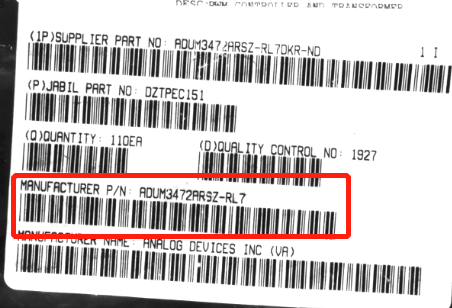 DESC: PWM CONTROLLER AND TRANSFORMER
(1P)SUPPLIER PART NO: ADUM3472ARSZ-RL7DKR-ND 1 I
(P)JABIL PART NO: DZTPEC151
(Q)QUANTITY: 110EA
(D)QUALITY CONTROL NO: 1927
MANUFACTURER P/N: ADUM3472ARSZ-RL7
MANUFACTURER NAME: ANALOG DEVICES INC (VA)